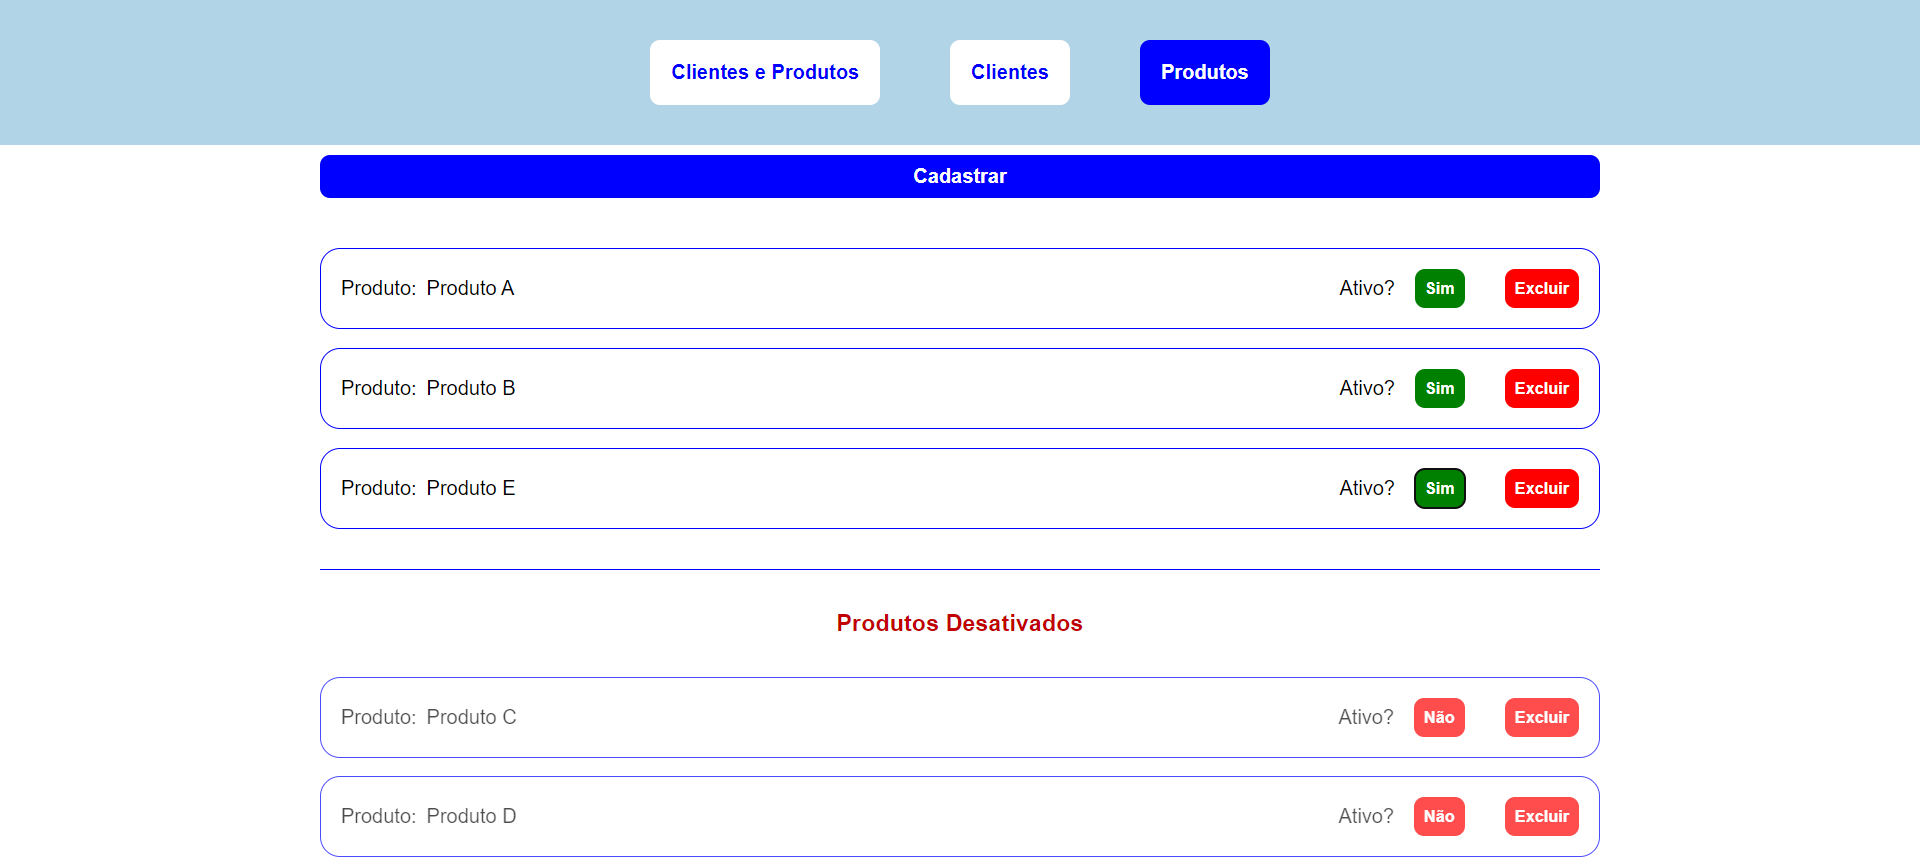 Clientes e Produtos Clientes Produtos
Cadastrar
Produto: Produto A Ativo? Sim Excluir
Produto: Produto B Ativo? Sim Excluir
Produto: Produto E Ativo? Sim Excluir
Produtos Desativados
Produto: Produto C Ativo? Não Excluir
Produto: Produto D Ativo? Não Excluir